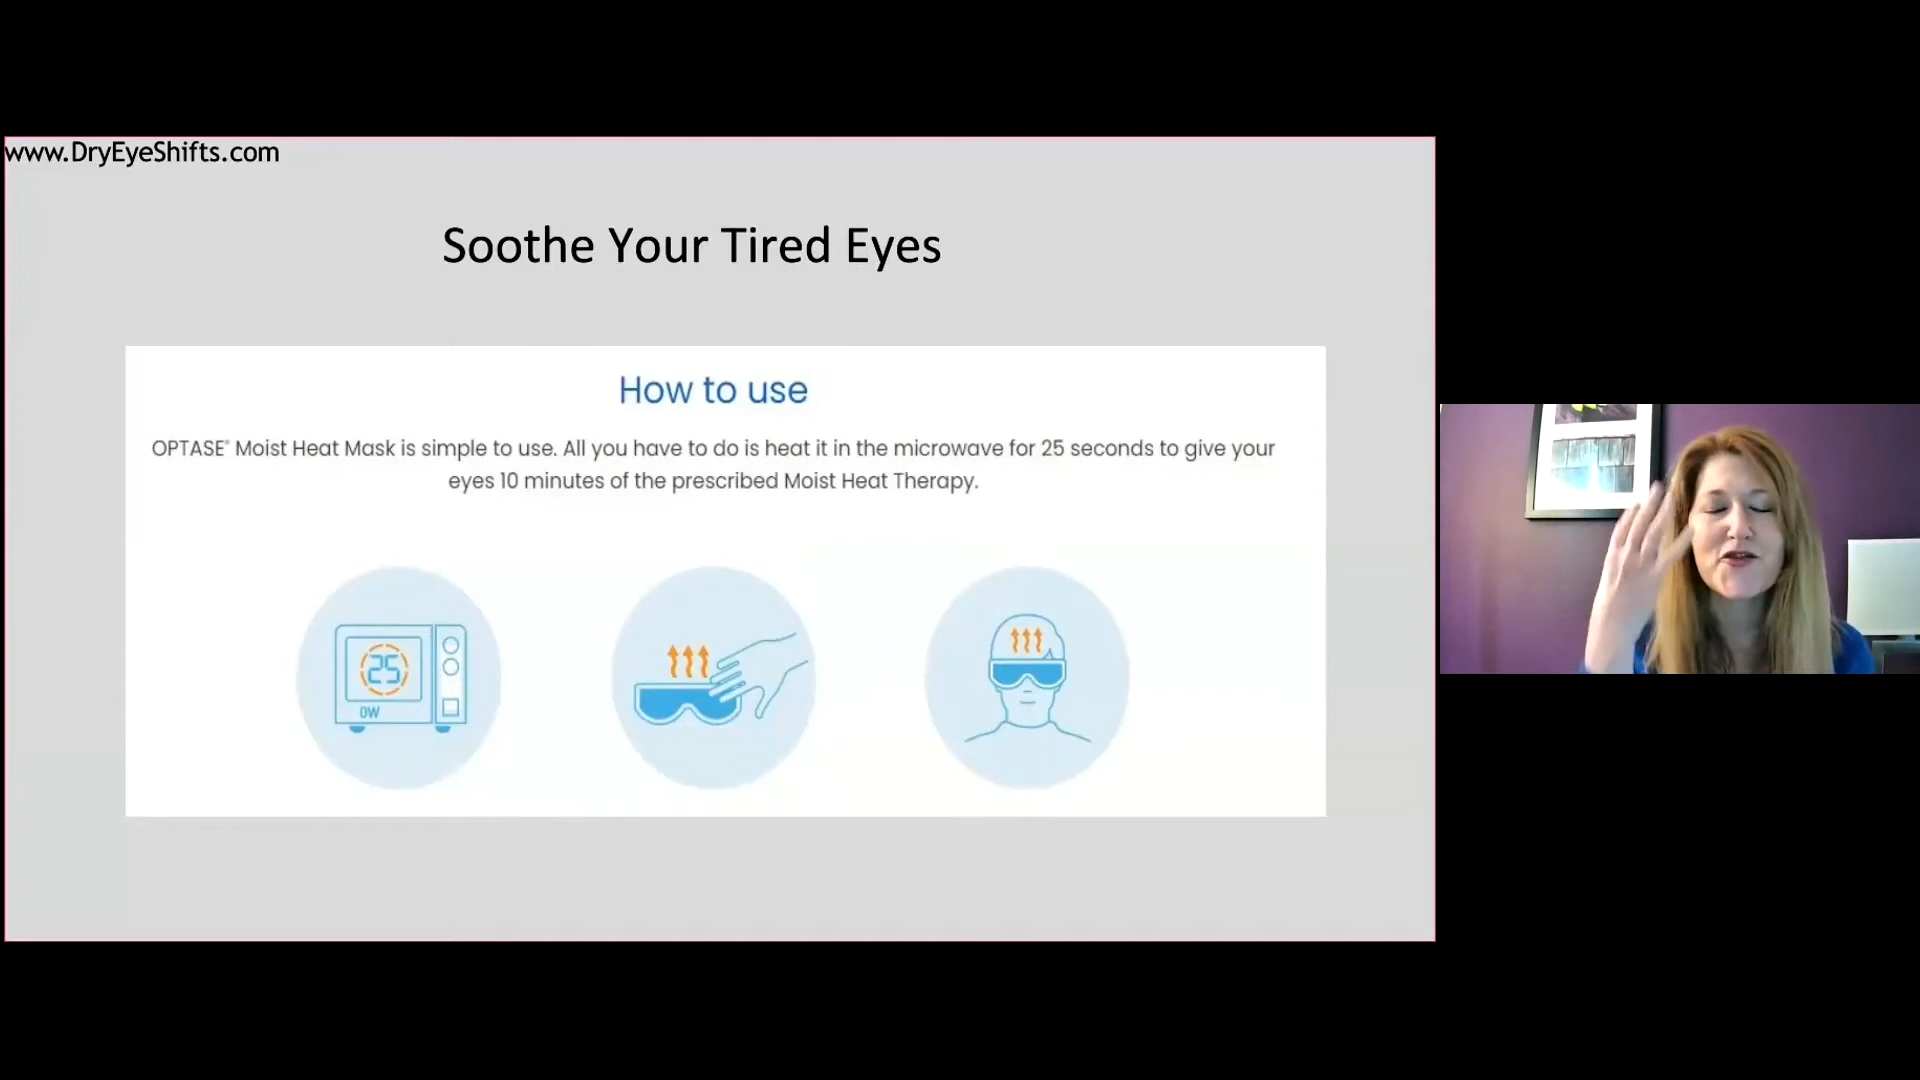 www.DryEyeShifts.com
Soothe Your Tired Eyes
How to use
OPTASE® Moist Heat Mask is simple to use. All you have to do is heat it in the microwave for 25 seconds to give your
eyes 10 minutes of the prescribed Moist Heat Therapy.
25
0W